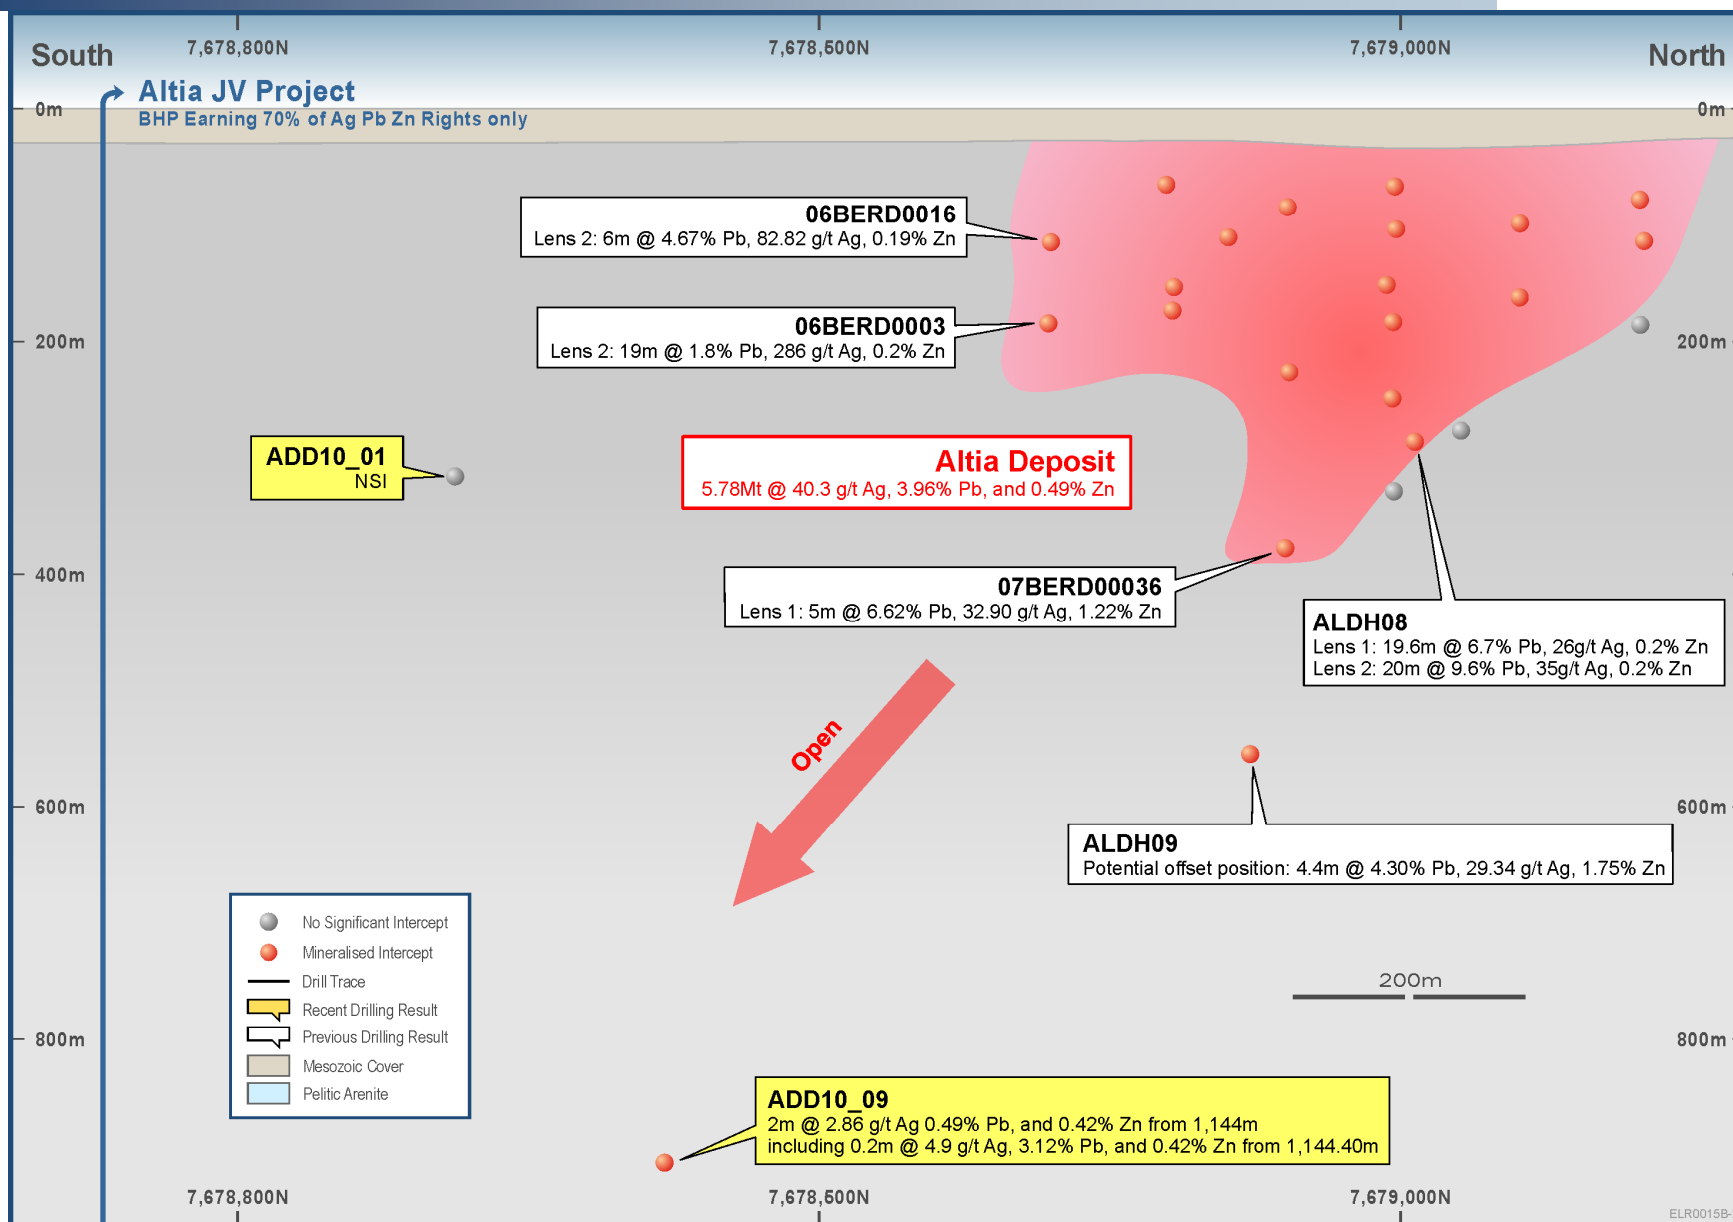 7,678,800N
7,678,500N
7,679,000N
South
North
Altia JV Project
BHP Earning 70% of Ag Pb Zn Rights only
0m
0m
06BERD0016
Lens 2: 6m @ 4.67% Pb, 82.82 g/t Ag, 0.19% Zn
06BERD0003
Lens 2: 19m @ 1.8% Pb, 286 g/t Ag, 0.2% Zn
200m
200m
ADD10_01
NSI
Altia Deposit
5.78Mt @ 40.3 g/t Ag, 3.96% Pb, and 0.49% Zn
400m
07BERD00036
Lens 1: 5m @ 6.62% Pb, 32.90 g/t Ag, 1.22% Zn
ALDH08
Lens 1: 19.6m @ 6.7% Pb, 26g/t Ag, 0.2% Zn
Lens 2: 20m @ 9.6% Pb, 35g/t Ag, 0.2% Zn
Open
600m
600m
ALDH09
Potential offset position: 4.4m @ 4.30% Pb, 29.34 g/t Ag, 1.75% Zn
No Significant Intercept
Mineralised Intercept
Drill Trace
Recent Drilling Result
Previous Drilling Result
Mesozoic Cover
Pelitic Arenite
200m
800m
800m
ADD10_09
2m @ 2.86 g/t Ag 0.49% Pb, and 0.42% Zn from 1,144m
including 0.2m @ 4.9 g/t Ag, 3.12% Pb, and 0.42% Zn from 1,144.40m
7,678,800N
7,678,500N
7,679,000N
ELR0015B-